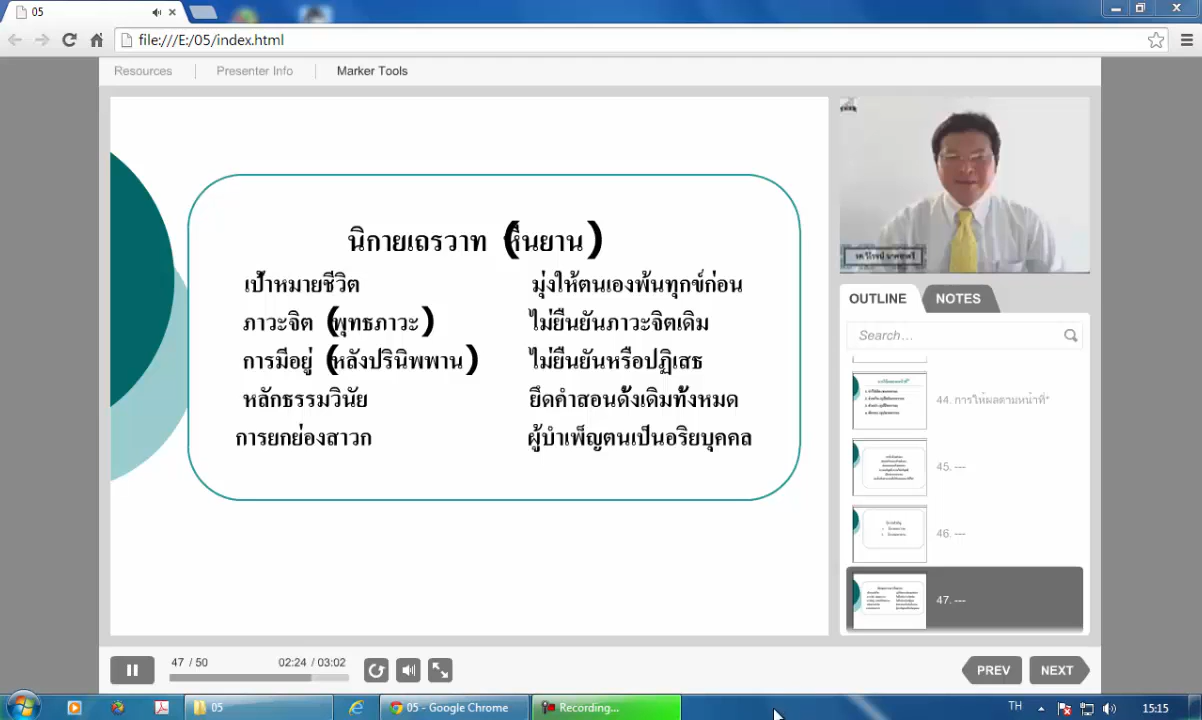 05
file:///E:/05/index.html
Resources
Presenter Info
Marker Tools
นิกายเถรวาท (หีนยาน)
เป้าหมายชีวิต มุ่งให้ตนเองพ้นทุกข์ก่อน
ภาวะจิต (พุทธภาวะ) ไม่ยืนยันภาวะจิตเดิม
การมีอยู่ (หลังปรินิพพาน) ไม่ยืนยันหรือปฏิเสธ
หลักธรรมวินัย ยึดคำสอนดั้งเดิมทั้งหมด
การยกย่องสาวก ผู้บำเพ็ญตนเป็นอริยบุคคล
OUTLINE
NOTES
Search...
44. การให้ผลตามหน้าที่*
45. ---
46. ---
47. ---
47 / 50
02:24 / 03:02
PREV
NEXT
05
05 - Google Chrome
Recording...
TH
15:15